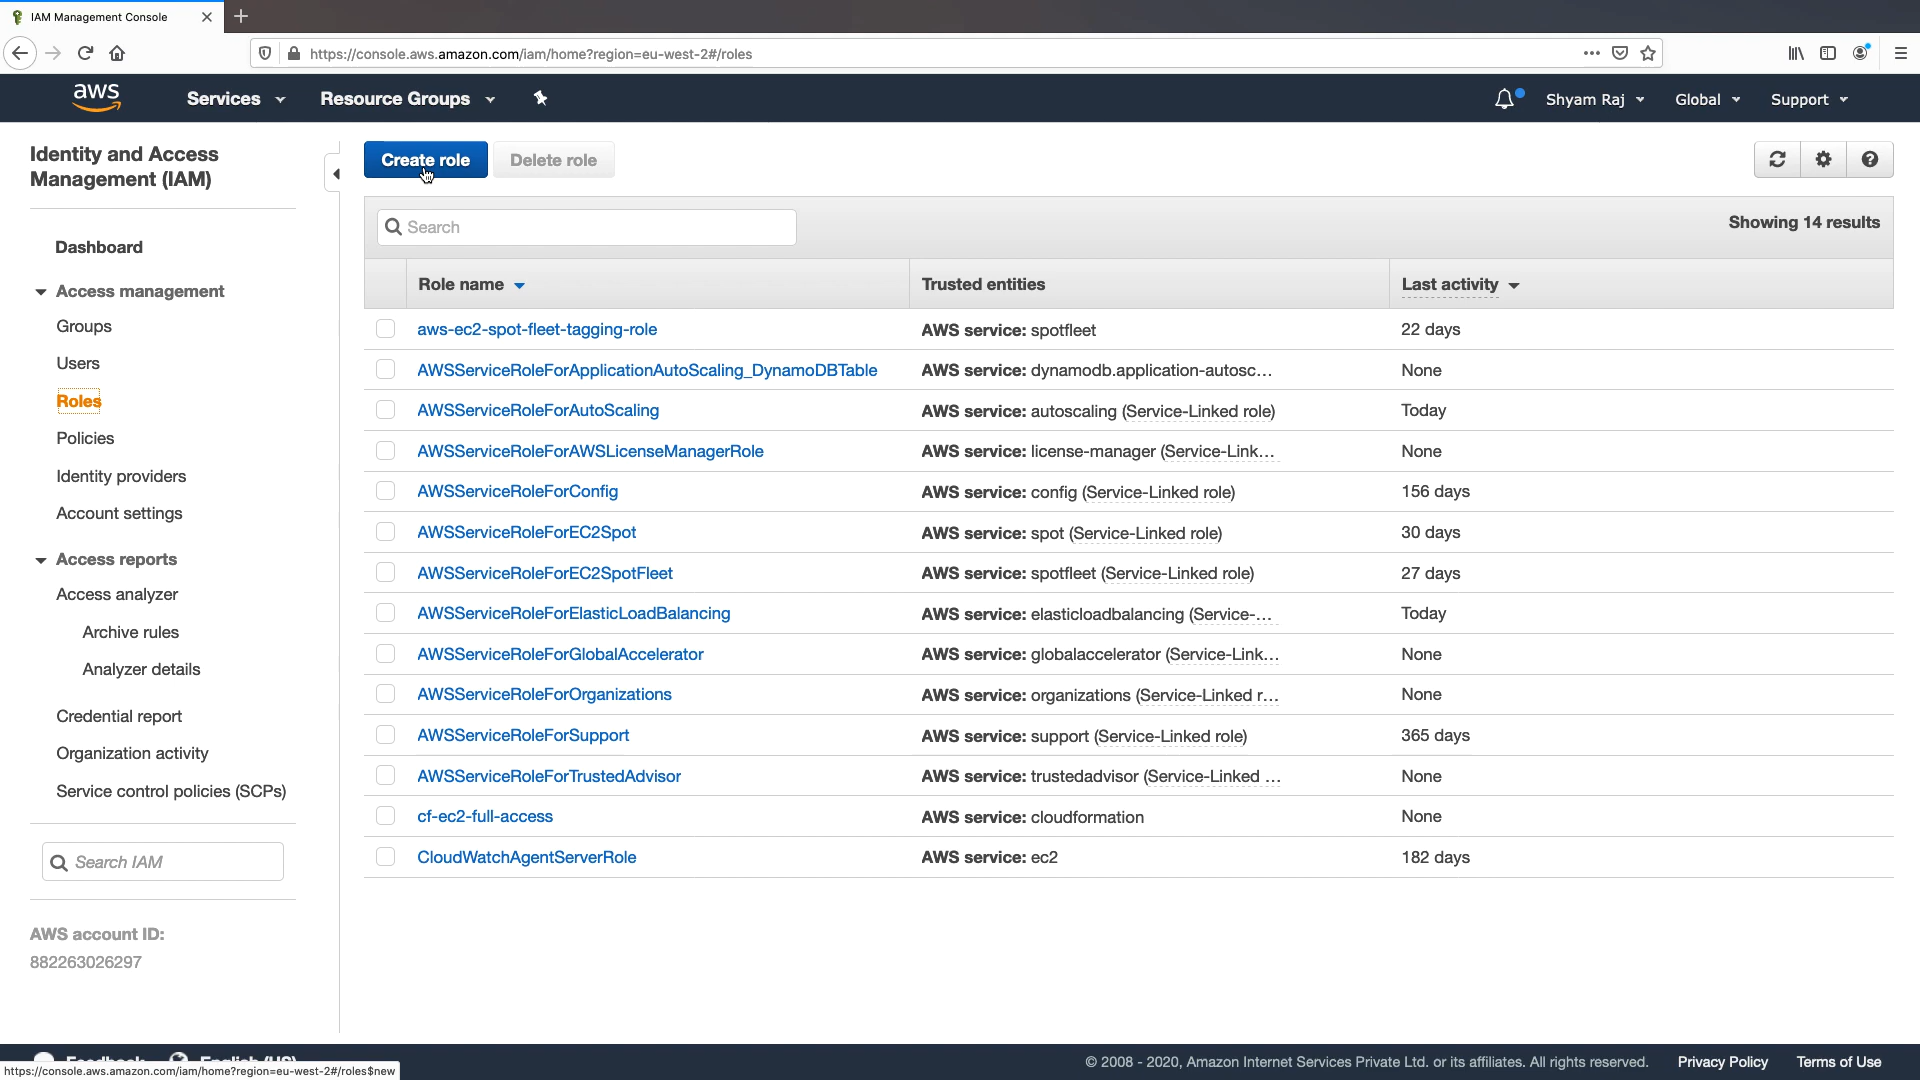 IAM Management Console
https://console.aws.amazon.com/iam/home?region=eu-west-2#/roles
aws
Services
Resource Groups
Shyam Raj
Global
Support
Identity and Access
Management (IAM)
Dashboard
Access management
Groups
Users
Roles
Policies
Identity providers
Account settings
Access reports
Access analyzer
Archive rules
Analyzer details
Credential report
Organization activity
Service control policies (SCPs)
Search IAM
AWS account ID:
882263026297
Create role
Delete role
Search
Showing 14 results
Role name Trusted entities Last activity
aws-ec2-spot-fleet-tagging-role AWS service: spotfleet 22 days
AWSServiceRoleForApplicationAutoScaling_DynamoDBTable AWS service: dynamodb.application-autosc... None
AWSServiceRoleForAutoScaling AWS service: autoscaling (Service-Linked role) Today
AWSServiceRoleForAWSLicenseManagerRole AWS service: license-manager (Service-Link... None
AWSServiceRoleForConfig AWS service: config (Service-Linked role) 156 days
AWSServiceRoleForEC2Spot AWS service: spot (Service-Linked role) 30 days
AWSServiceRoleForEC2SpotFleet AWS service: spotfleet (Service-Linked role) 27 days
AWSServiceRoleForElasticLoadBalancing AWS service: elasticloadbalancing (Service-... Today
AWSServiceRoleForGlobalAccelerator AWS service: globalaccelerator (Service-Link... None
AWSServiceRoleForOrganizations AWS service: organizations (Service-Linked r... None
AWSServiceRoleForSupport AWS service: support (Service-Linked role) 365 days
AWSServiceRoleForTrustedAdvisor AWS service: trustedadvisor (Service-Linked ... None
cf-ec2-full-access AWS service: cloudformation None
CloudWatchAgentServerRole AWS service: ec2 182 days
Feedback English (US)
© 2008 - 2020, Amazon Internet Services Private Ltd. or its affiliates. All rights reserved. Privacy Policy Terms of Use
https://console.aws.amazon.com/iam/home?region=eu-west-2#/roles$new